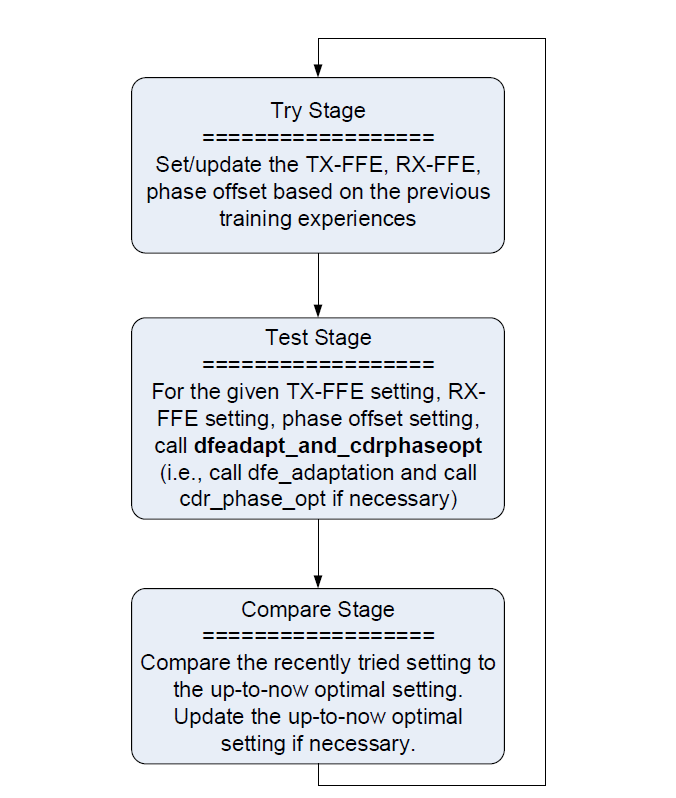 Try Stage
==================
Set/update the TX-FFE, RX-FFE,
phase offset based on the previous
training experiences
Test Stage
==================
For the given TX-FFE setting, RX-
FFE setting, phase offset setting,
call dfeadapt_and_cdrphaseopt
(i.e., call dfe_adaptation and call
cdr_phase_opt if necessary)
Compare Stage
==================
Compare the recently tried setting to
the up-to-now optimal setting.
Update the up-to-now optimal
setting if necessary.